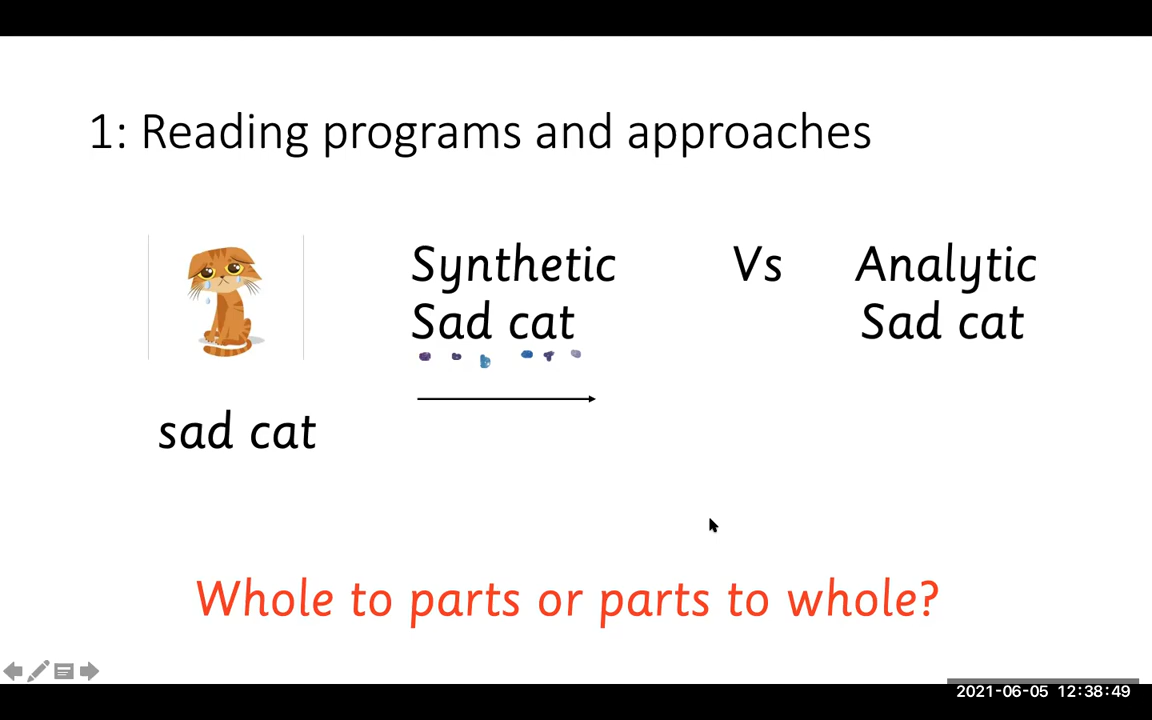 1: Reading programs and approaches
Synthetic Vs Analytic
Sad cat Sad cat
sad cat
Whole to parts or parts to whole?
2021-06-05 12:38:49